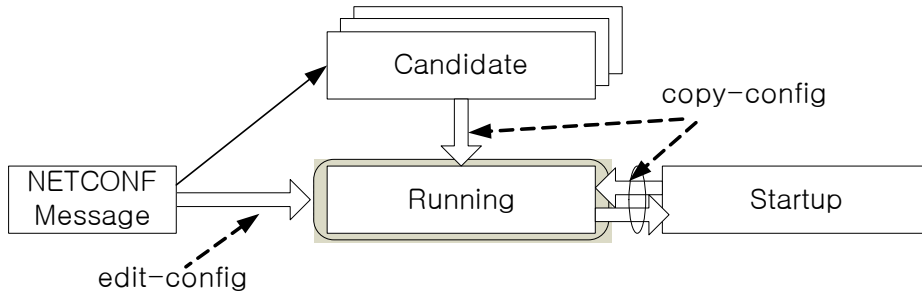 Candidate
copy-config
NETCONF
Message
Running
Startup
edit-config